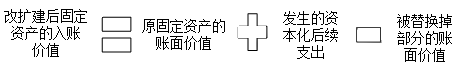 改扩建后固定
资产的入账
价值
原固定资产的
账面价值
发生的资
本化后续
支出
被替换掉
部分的账
面价值